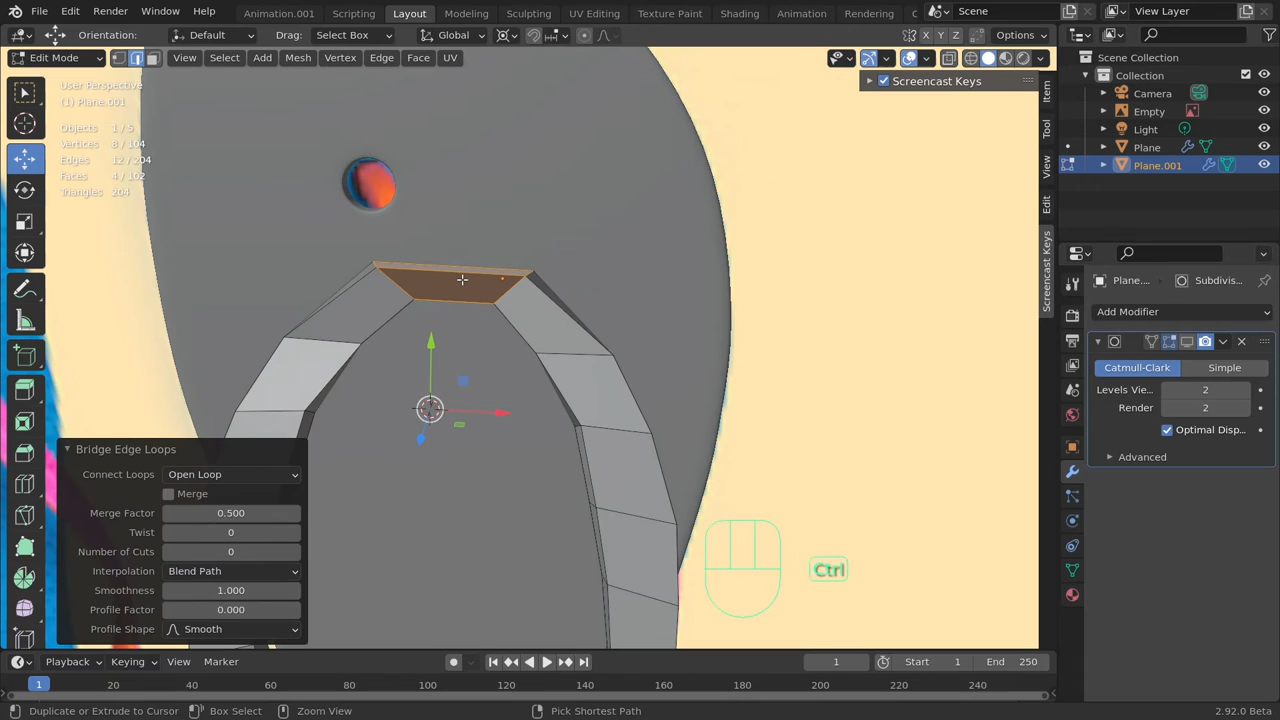 File Edit Render Window Help Animation.001 Scripting Layout Modeling Sculpting UV Editing Texture Paint Shading Animation Rendering C Scene View Layer
Orientation: Default Drag: Select Box Global X Y Z Options
Edit Mode View Select Add Mesh Vertex Edge Face UV
Screencast Keys
User Perspective
(1) Plane.001
Objects 1/5
Vertices 8/104
Edges 12/204
Faces 4/102
Triangles 204
Item
Tool
View
Edit
Screencast Keys
Scene Collection
Collection
Camera
Empty
Light
Plane
Plane.001
Plane.... Subdivis...
Add Modifier
Catmull-Clark Simple
Levels Vie... 2
Render 2
Optimal Disp...
Advanced
Bridge Edge Loops
Connect Loops Open Loop
Merge
Merge Factor 0.500
Twist 0
Number of Cuts 0
Interpolation Blend Path
Smoothness 1.000
Profile Factor 0.000
Profile Shape Smooth
Ctrl
Playback Keying View Marker 1 Start 1 End 250
1 20 40 60 80 100 120 140 160 180 200 220 240
Duplicate or Extrude to Cursor Box Select Zoom View Pick Shortest Path 2.92.0 Beta